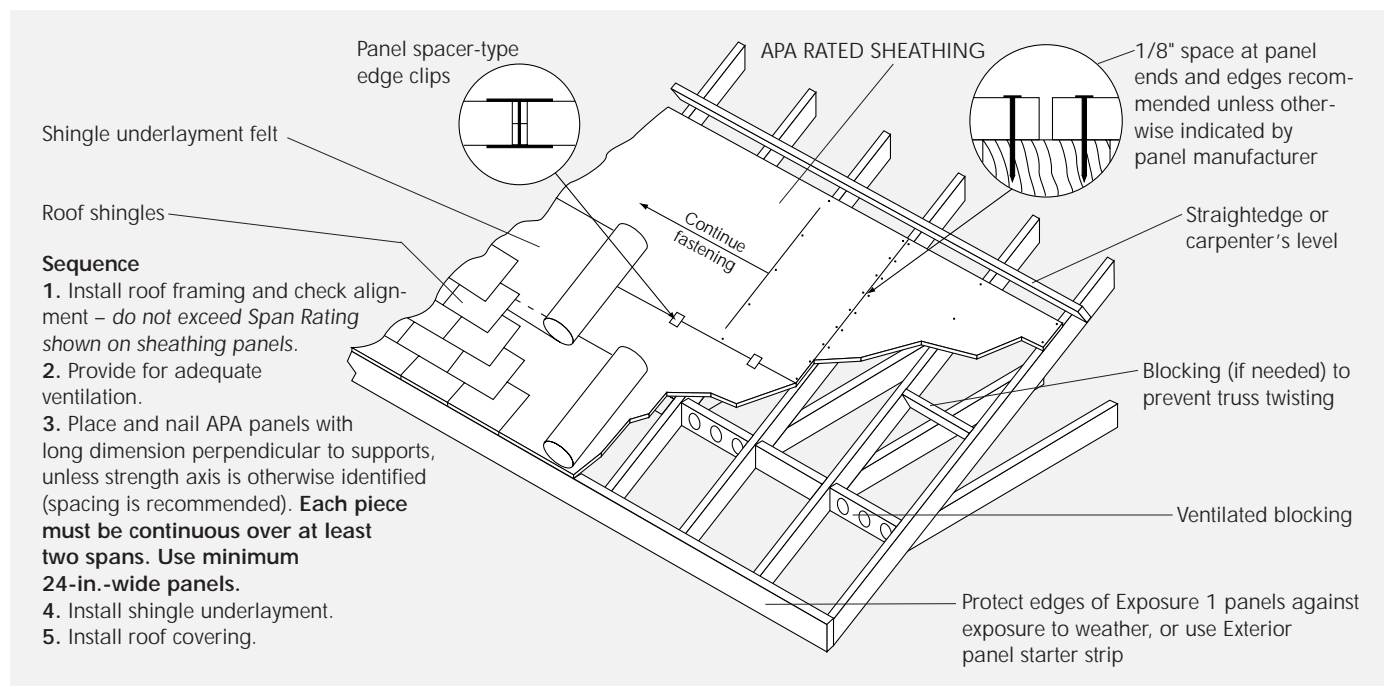 Panel spacer-type
edge clips
APA RATED SHEATHING
1/8" space at panel
ends and edges recom-
mended unless other-
wise indicated by
panel manufacturer
Shingle underlayment felt
Roof shingles
Continue
fastening
Straightedge or
carpenter's level
Sequence
1. Install roof framing and check align-
ment – do not exceed Span Rating
shown on sheathing panels.
2. Provide for adequate
ventilation.
3. Place and nail APA panels with
long dimension perpendicular to supports,
unless strength axis is otherwise identified
(spacing is recommended). Each piece
must be continuous over at least
two spans. Use minimum
24-in.-wide panels.
4. Install shingle underlayment.
5. Install roof covering.
Blocking (if needed) to
prevent truss twisting
Ventilated blocking
Protect edges of Exposure 1 panels against
exposure to weather, or use Exterior
panel starter strip